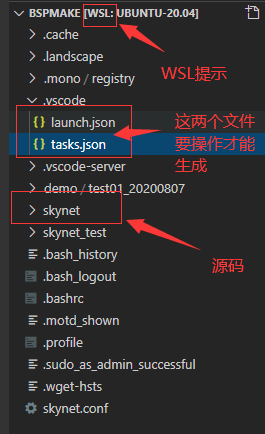 BSPMAKE [WSL: UBUNTU-20.04]
.cache
.landscape
.mono / registry
WSL提示
.vscode
{} launch.json
{} tasks.json
这两个文件
要操作才能
生成
.vscode-server
demo / test01_20200807
skynet
skynet_test
源码
.bash_history
.bash_logout
.bashrc
.motd_shown
.profile
.sudo_as_admin_successful
.wget-hsts
skynet.conf